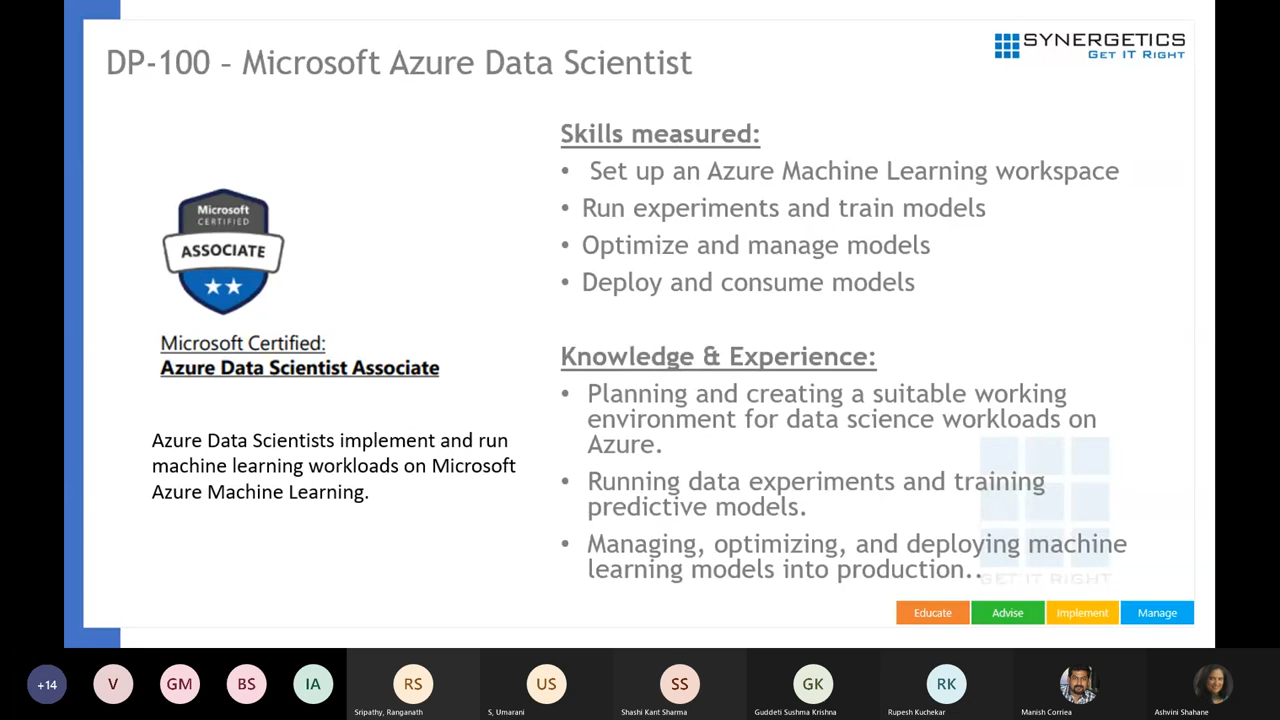 DP-100 – Microsoft Azure Data Scientist
SYNERGETICS
GET IT RIGHT
Skills measured:
• Set up an Azure Machine Learning workspace
• Run experiments and train models
• Optimize and manage models
• Deploy and consume models
Microsoft
CERTIFIED
ASSOCIATE
Microsoft Certified:
Azure Data Scientist Associate
Azure Data Scientists implement and run
machine learning workloads on Microsoft
Azure Machine Learning.
Knowledge & Experience:
• Planning and creating a suitable working
environment for data science workloads on
Azure.
• Running data experiments and training
predictive models.
• Managing, optimizing, and deploying machine
learning models into production..
GET IT RIGHT
Educate
Advise
Implement
Manage
+14
V
GM
BS
IA
RS
US
SS
GK
RK
Sripathy, Ranganath
S, Umarani
Shashi Kant Sharma
Guddeti Sushma Krishna
Rupesh Kuchekar
Manish Corriea
Ashvini Shahane